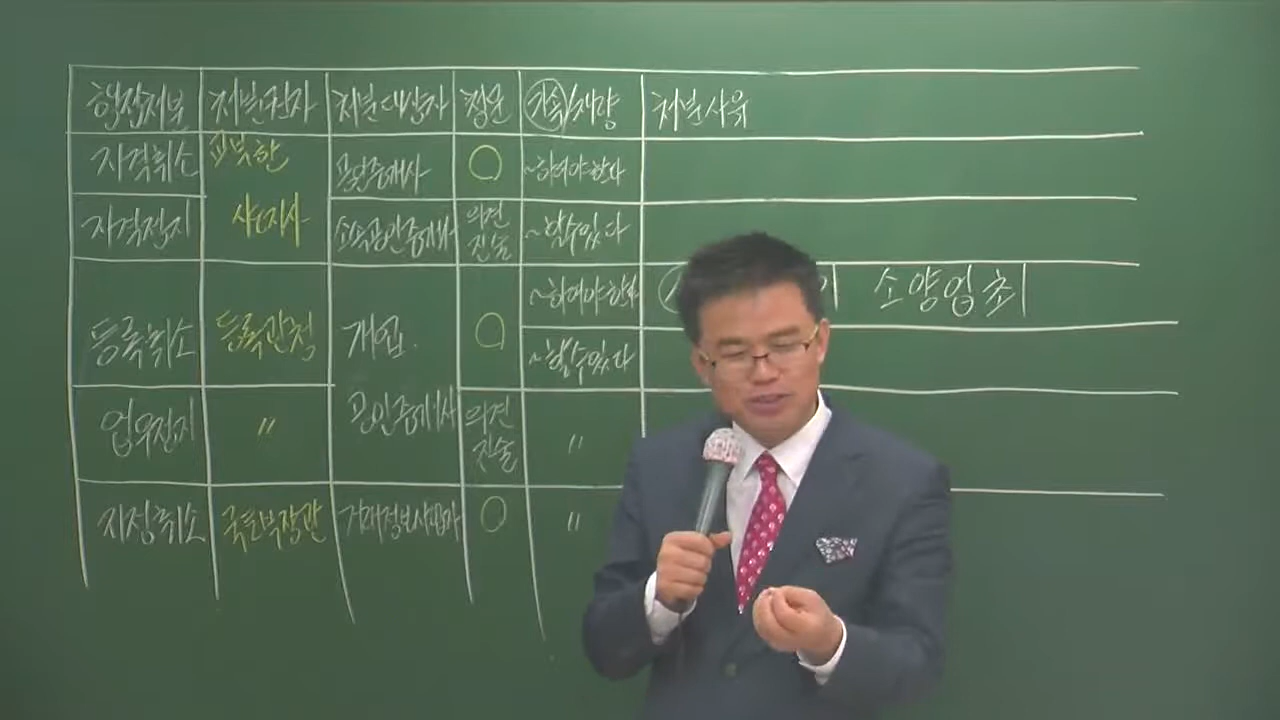 행정처분 처분권자 처분대상자 청문 기속/재량 처분사유
자격취소 교부한 공인중개사 ○ ~하여야 한다
자격정지 시·도지사 소속공인중개사 의견진술 ~할 수 있다
등록취소 등록관청 개업 ○ ~하여야 한다 소양업최
~할 수 있다
업무정지 〃 공인중개사 의견진술 〃
지정취소 국토부장관 거래정보사업자 ○ 〃